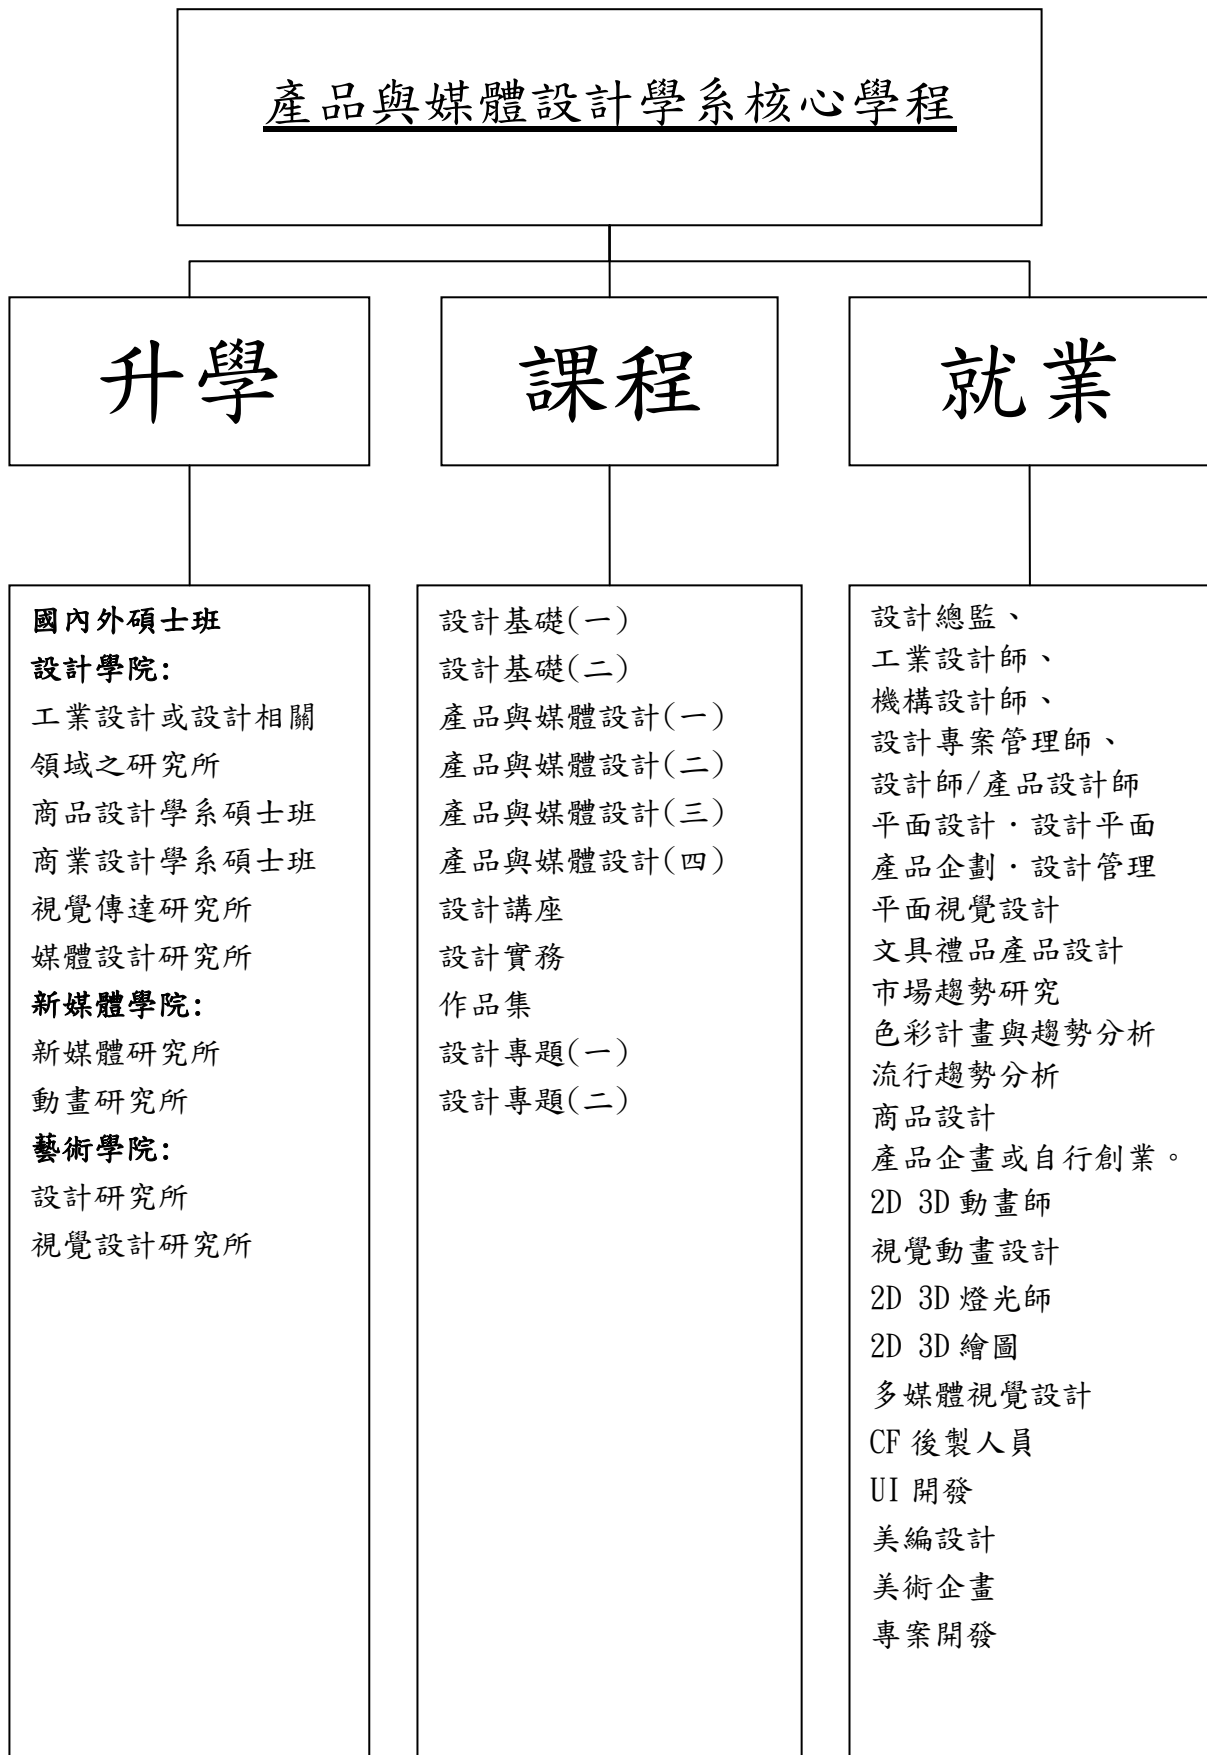 產品與媒體設計學系核心學程
升學
課程
就業
國內外碩士班
設計學院:
工業設計或設計相關
領域之研究所
商品設計學系碩士班
商業設計學系碩士班
視覺傳達研究所
媒體設計研究所
新媒體學院:
新媒體研究所
動畫研究所
藝術學院:
設計研究所
視覺設計研究所
設計基礎(一)
設計基礎(二)
產品與媒體設計(一)
產品與媒體設計(二)
產品與媒體設計(三)
產品與媒體設計(四)
設計講座
設計實務
作品集
設計專題(一)
設計專題(二)
設計總監、
工業設計師、
機構設計師、
設計專案管理師、
設計師/產品設計師
平面設計．設計平面
產品企劃．設計管理
平面視覺設計
文具禮品產品設計
市場趨勢研究
色彩計畫與趨勢分析
流行趨勢分析
商品設計
產品企畫或自行創業。
2D 3D 動畫師
視覺動畫設計
2D 3D 燈光師
2D 3D 繪圖
多媒體視覺設計
CF 後製人員
UI 開發
美編設計
美術企畫
專案開發